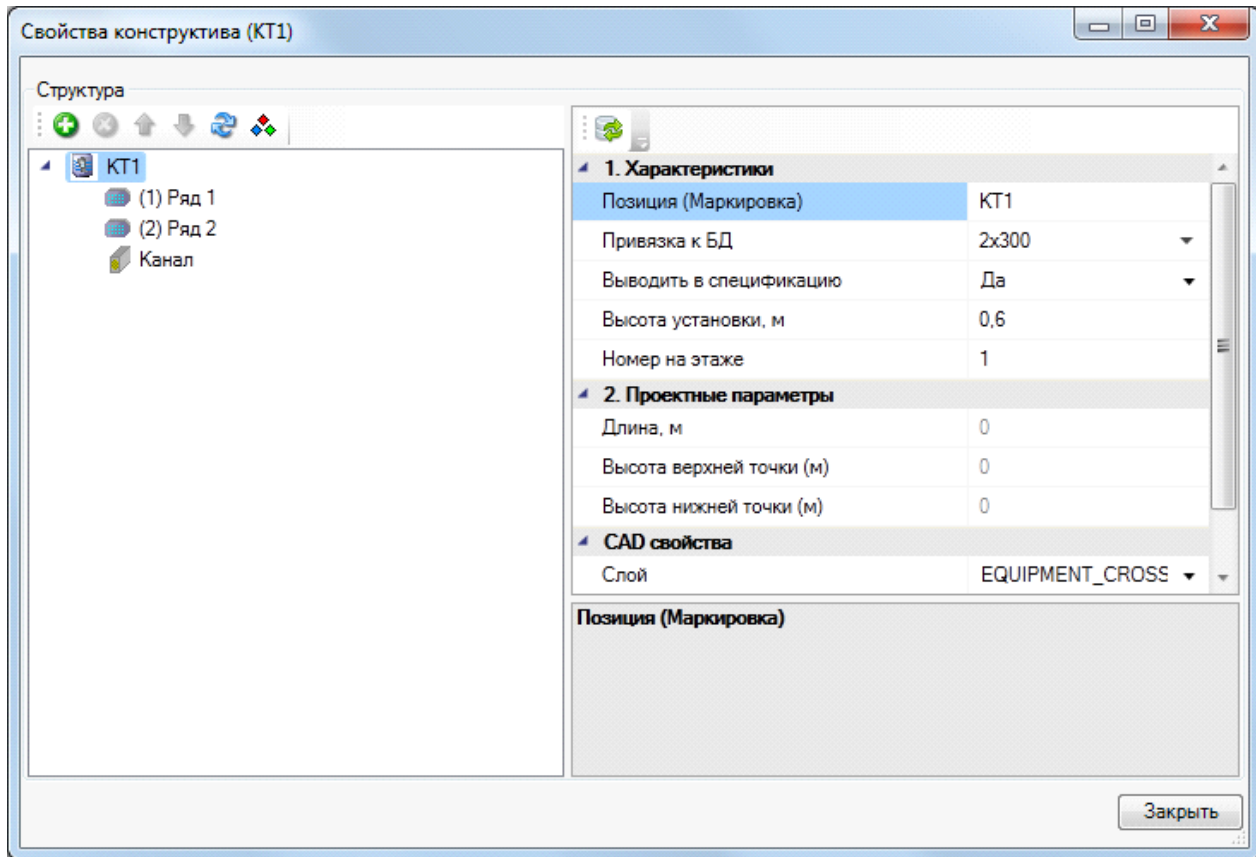 Свойства конструктива (КТ1)
Структура
КТ1
(1) Ряд 1
(2) Ряд 2
Канал
1. Характеристики
Позиция (Маркировка) КТ1
Привязка к БД 2x300
Выводить в спецификацию Да
Высота установки, м 0,6
Номер на этаже 1
2. Проектные параметры
Длина, м 0
Высота верхней точки (м) 0
Высота нижней точки (м) 0
CAD свойства
Слой EQUIPMENT_CROSS
Позиция (Маркировка)
Закрыть